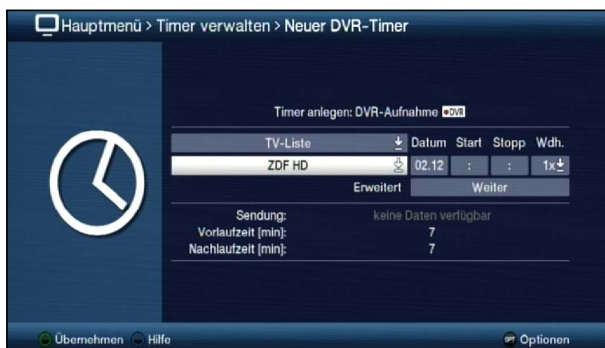 Hauptmenü > Timer verwalten > Neuer DVR-Timer
Timer anlegen: DVR-Aufnahme DVR
TV-Liste Datum Start Stopp Wdh.
ZDF HD 02.12 : : 1x
Erweitert Weiter
Sendung: keine Daten verfügbar
Vorlaufzeit [min]: 7
Nachlaufzeit [min]: 7
Übernehmen Hilfe OPT Optionen